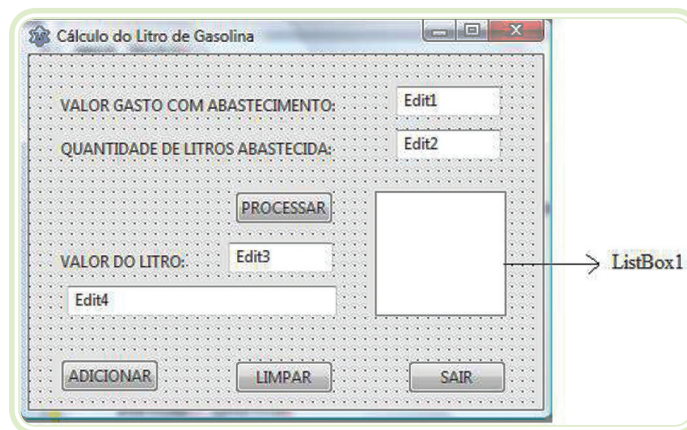 Cálculo do Litro de Gasolina
VALOR GASTO COM ABASTECIMENTO: Edit1
QUANTIDADE DE LITROS ABASTECIDA: Edit2
PROCESSAR
VALOR DO LITRO: Edit3
ListBox1
Edit4
ADICIONAR LIMPAR SAIR